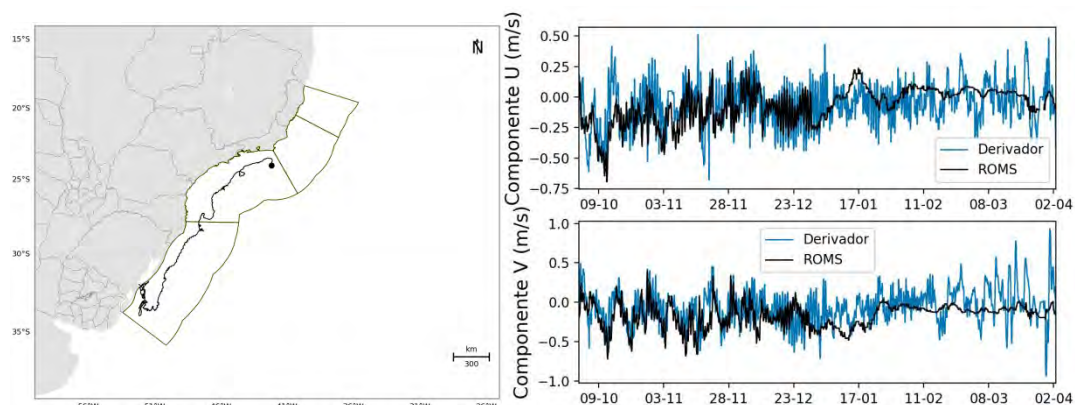 15°S
20°S
25°S
30°S
35°S
N
km
300
Componente U (m/s)
0.50
0.25
0.00
-0.25
-0.50
-0.75
Derivador
ROMS
09-10 03-11 28-11 23-12 17-01 11-02 08-03 02-04
Componente V (m/s)
1.0
0.5
0.0
-0.5
-1.0
Derivador
ROMS
09-10 03-11 28-11 23-12 17-01 11-02 08-03 02-04